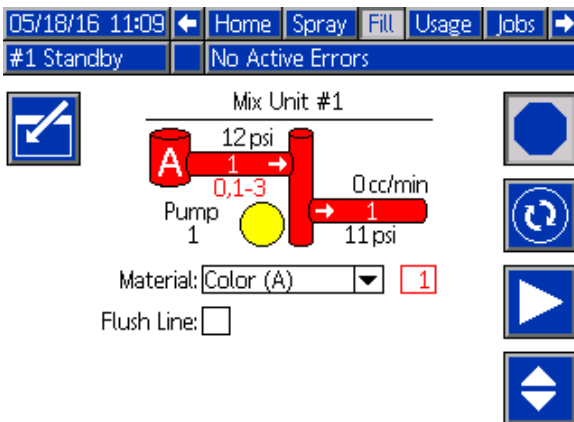 05/18/16 11:09 Home Spray Fill Usage Jobs
#1 Standby No Active Errors
Mix Unit #1
12 psi
A
1
0,1-3
0 cc/min
Pump
1
1
11 psi
Material: Color (A) 1
Flush Line: